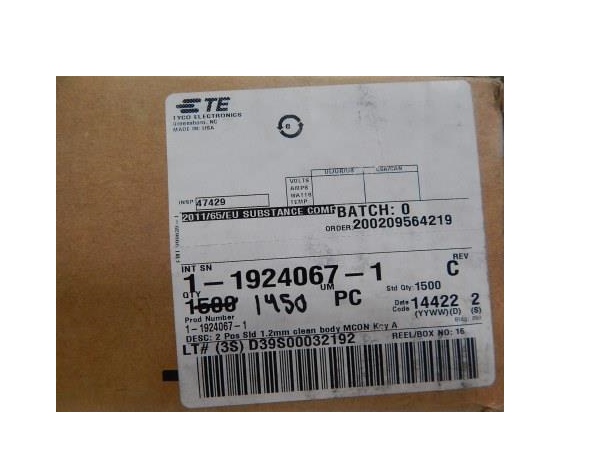 TE
TYCO ELECTRONICS
Greensboro, NC
MADE IN: USA
e
VOLTS
AMPS
WATTS
TEMP
INSP 47429
2011/65/EU SUBSTANCE COMP BATCH: 0
ORDER: 200209564219
INT SN
REV
1-1924067-1 C
QTY UM Std Qty: 1500
1500 1450 PC
Date Code 14422 2
(YYWW)(D) (S)
Prod Number
1-1924067-1
DESC: 2 Pos Sld 1.2mm clean body MCON Key A
REEL/BOX NO: 16
LT# (3S) D39S00032192